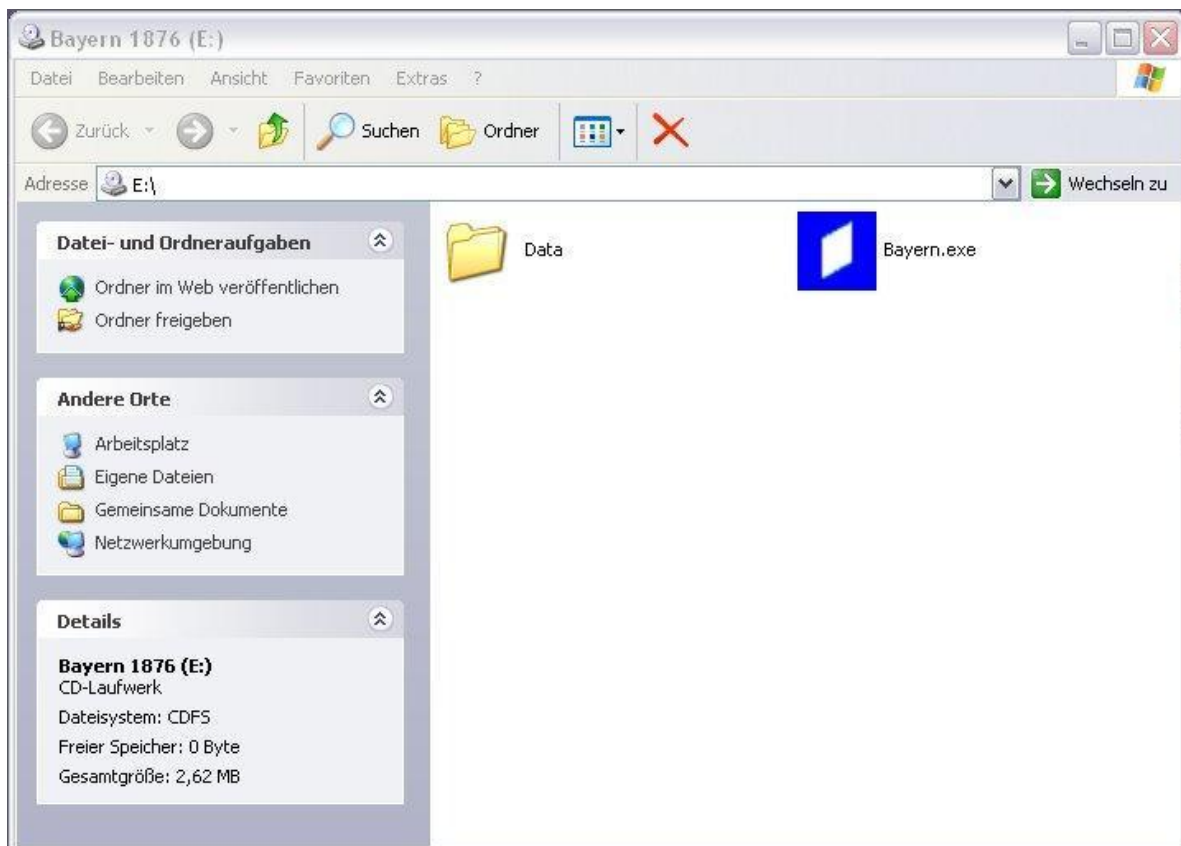 Bayern 1876 (E:)
Datei Bearbeiten Ansicht Favoriten Extras ?
Zurück Suchen Ordner
Adresse E:\ Wechseln zu
Datei- und Ordneraufgaben
Ordner im Web veröffentlichen
Ordner freigeben
Andere Orte
Arbeitsplatz
Eigene Dateien
Gemeinsame Dokumente
Netzwerkumgebung
Details
Bayern 1876 (E:)
CD-Laufwerk
Dateisystem: CDFS
Freier Speicher: 0 Byte
Gesamtgröße: 2,62 MB
Data
Bayern.exe